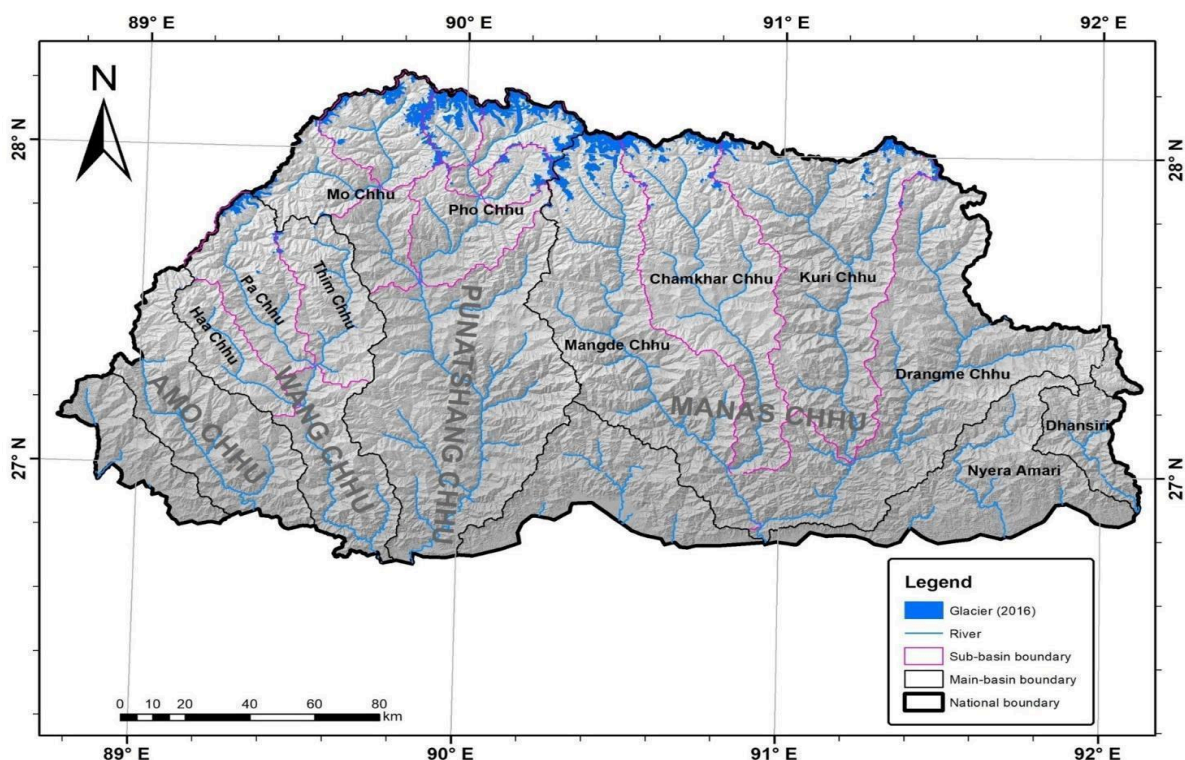 89° E 90° E 91° E 92° E
N
28° N
28° N
Mo Chhu
Pho Chhu
Thim Chhu
Pa Chhu
Haa Chhu
Chamkhar Chhu
Kuri Chhu
Mangde Chhu
Drangme Chhu
AMO CHHU
WANG CHHU
PUNATSHANG CHHU
MANAS CHHU
Dhansiri
Nyera Amari
27° N
27° N
Legend
Glacier (2016)
River
Sub-basin boundary
Main-basin boundary
National boundary
0 10 20 40 60 80
km
89° E 90° E 91° E 92° E